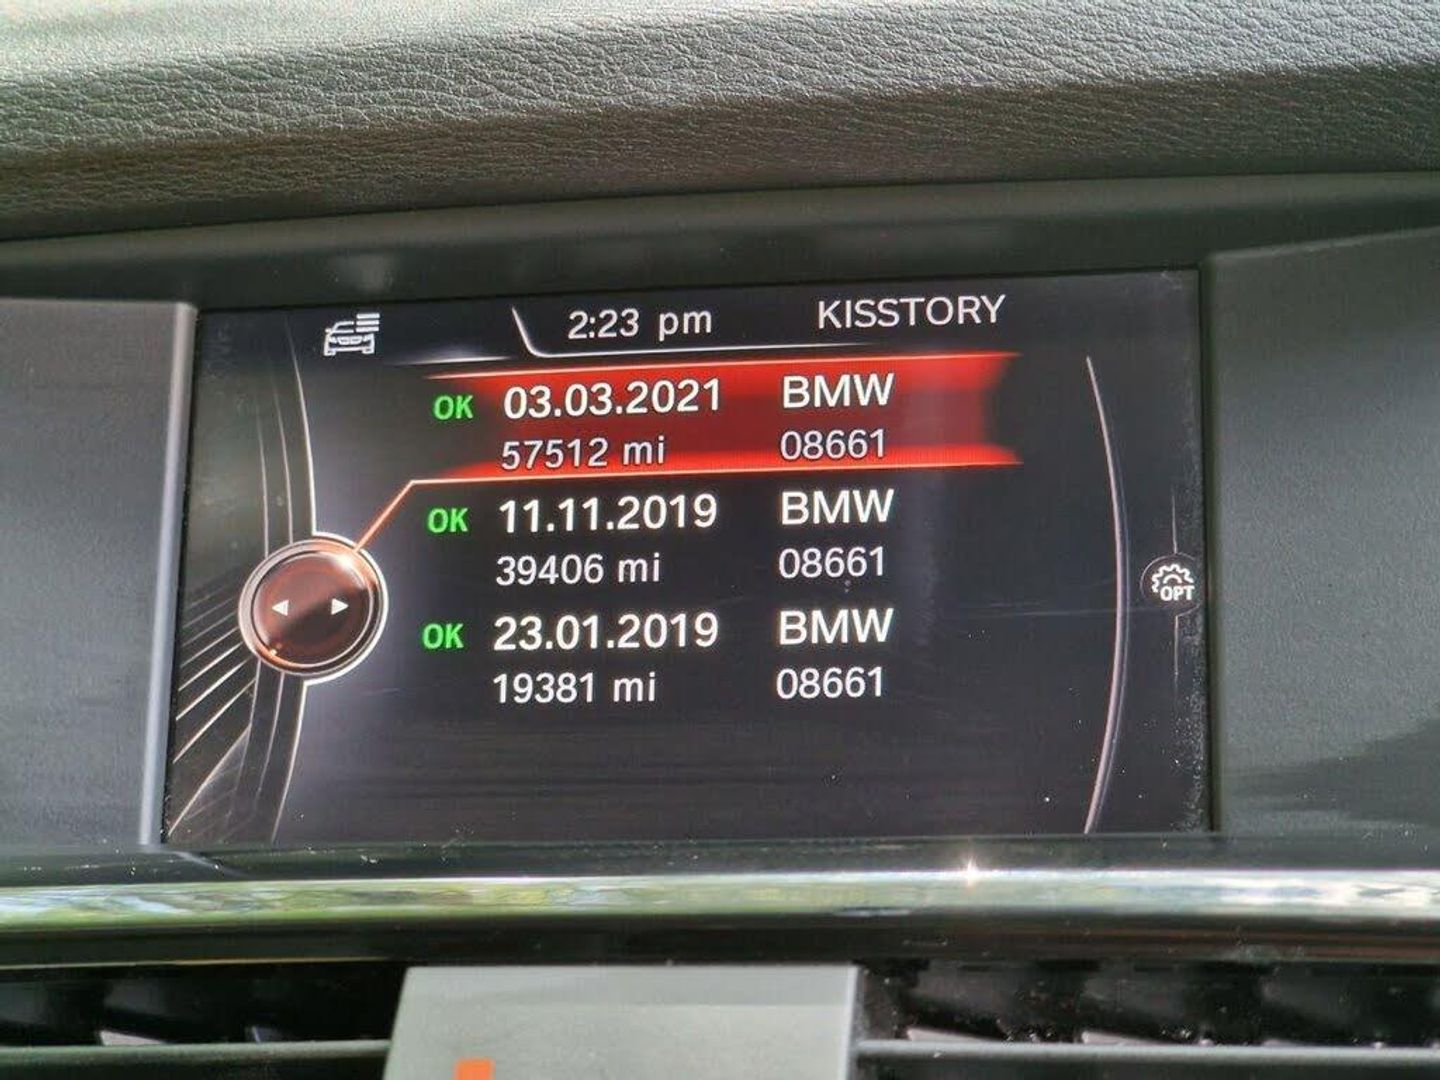 2:23 pm KISSTORY
OK 03.03.2021 BMW
57512 mi 08661
OK 11.11.2019 BMW
39406 mi 08661
OK 23.01.2019 BMW
19381 mi 08661
OPT